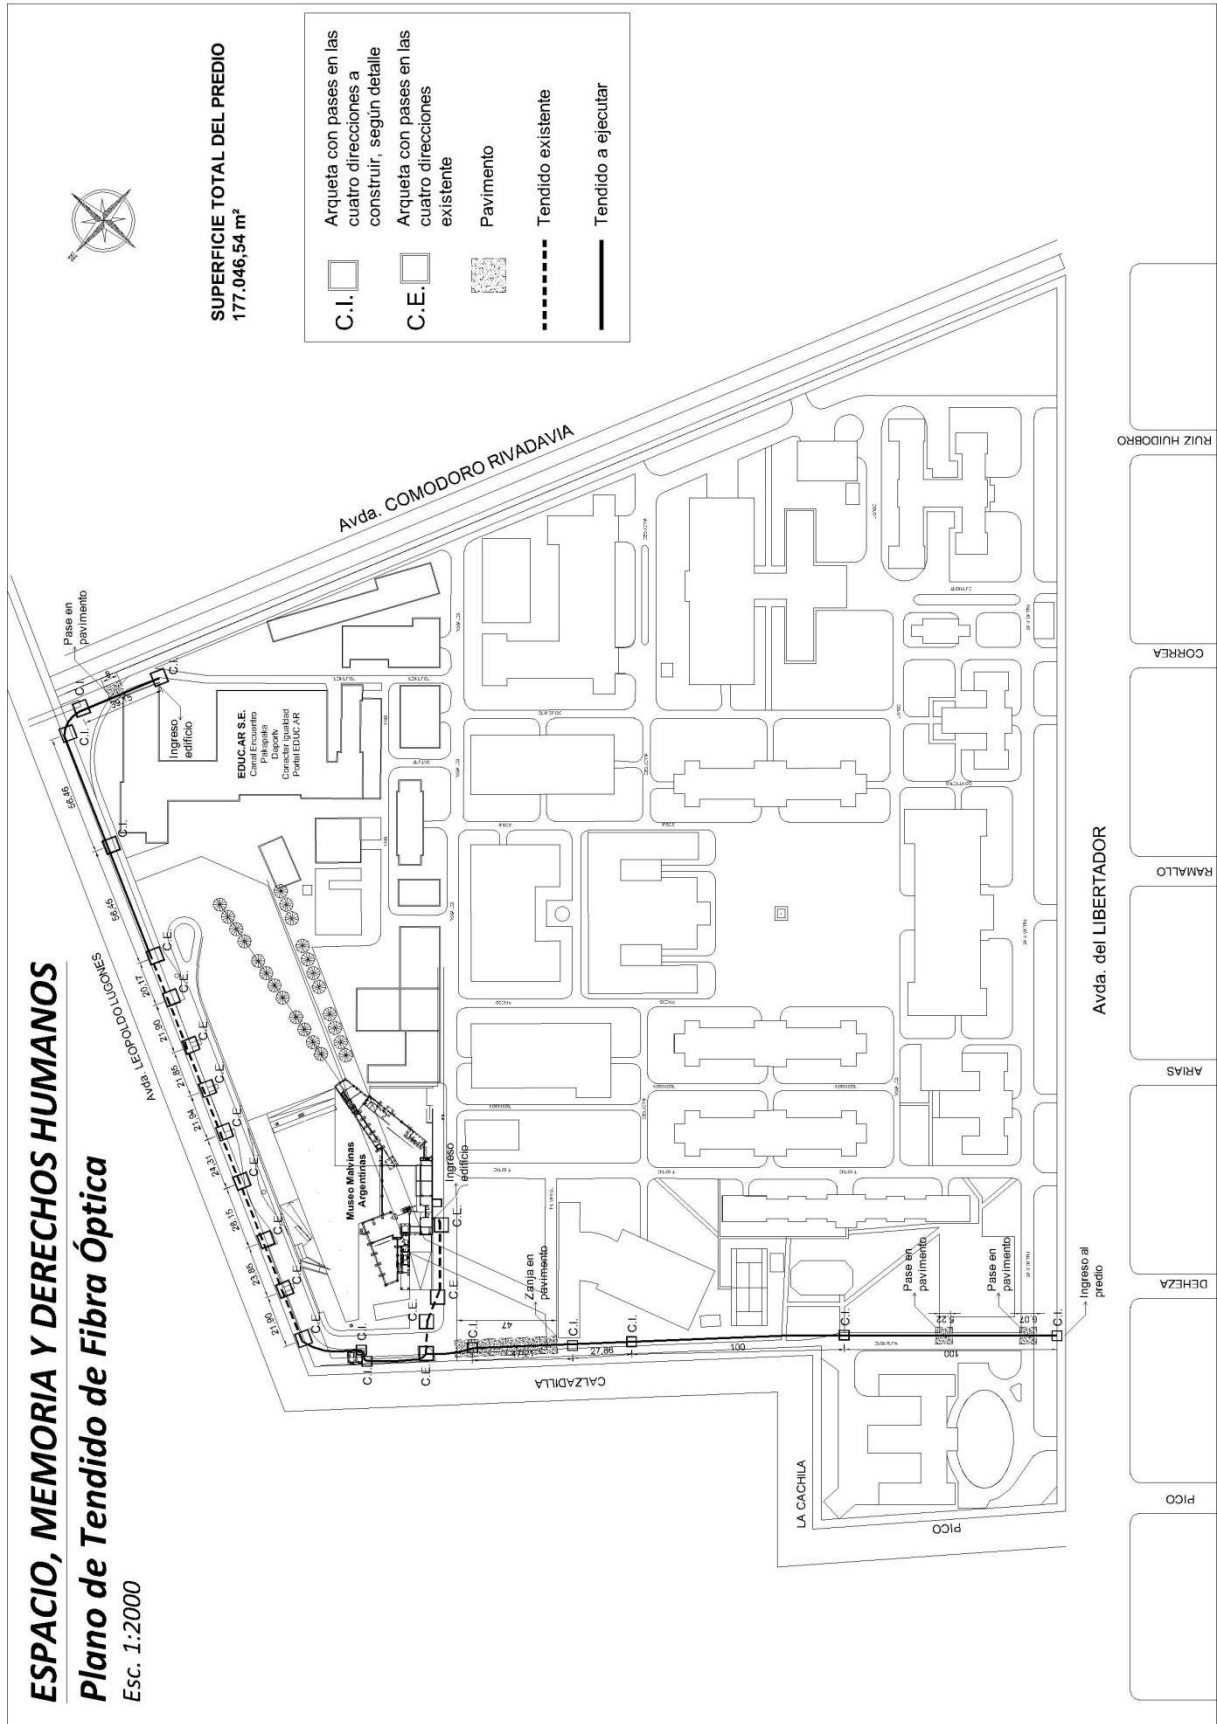 ESPACIO, MEMORIA Y DERECHOS HUMANOS
Plano de Tendido de Fibra Óptica
Esc. 1:2000
SUPERFICIE TOTAL DEL PREDIO
177.046,54 m²
C.I.
Arqueta con pases en las
cuatro direcciones a
construir, según detalle
C.E.
Arqueta con pases en las
cuatro direcciones
existente
Pavimento
Tendido existente
Tendido a ejecutar
Avda. LEOPOLDO LUGONES
Avda. COMODORO RIVADAVIA
Pase en
pavimento
C.I.
C.I.
C.I.
Ingreso
edificio
EDUC.AR S.E.
Canal Encuentro
Pakapaka
Deportv
Conectar Igualdad
Portal EDUC.AR
56.46
C.I.
56.45
C.E.
20.17
C.E.
21.90
C.E.
21.85
C.E.
21.94
C.E.
24.31
C.E.
28.15
C.E.
23.85
C.E.
21.90
C.E.
C.I.
C.I.
Museo Malvinas
Argentinas
Ingreso
edificio
C.E.
C.E.
C.E.
C.E.
C.I.
47
Zanja en
pavimento
C.I.
27.86
C.I.
100
C.I.
Pase en
pavimento
5.22
Pase en
pavimento
8.07
100
C.I.
Ingreso al
predio
CALZADILLA
LA CACHILA
PICO
Avda. del LIBERTADOR
PICO
DEHEZA
ARIAS
RAMALLO
CORREA
RUIZ HUIDOBRO